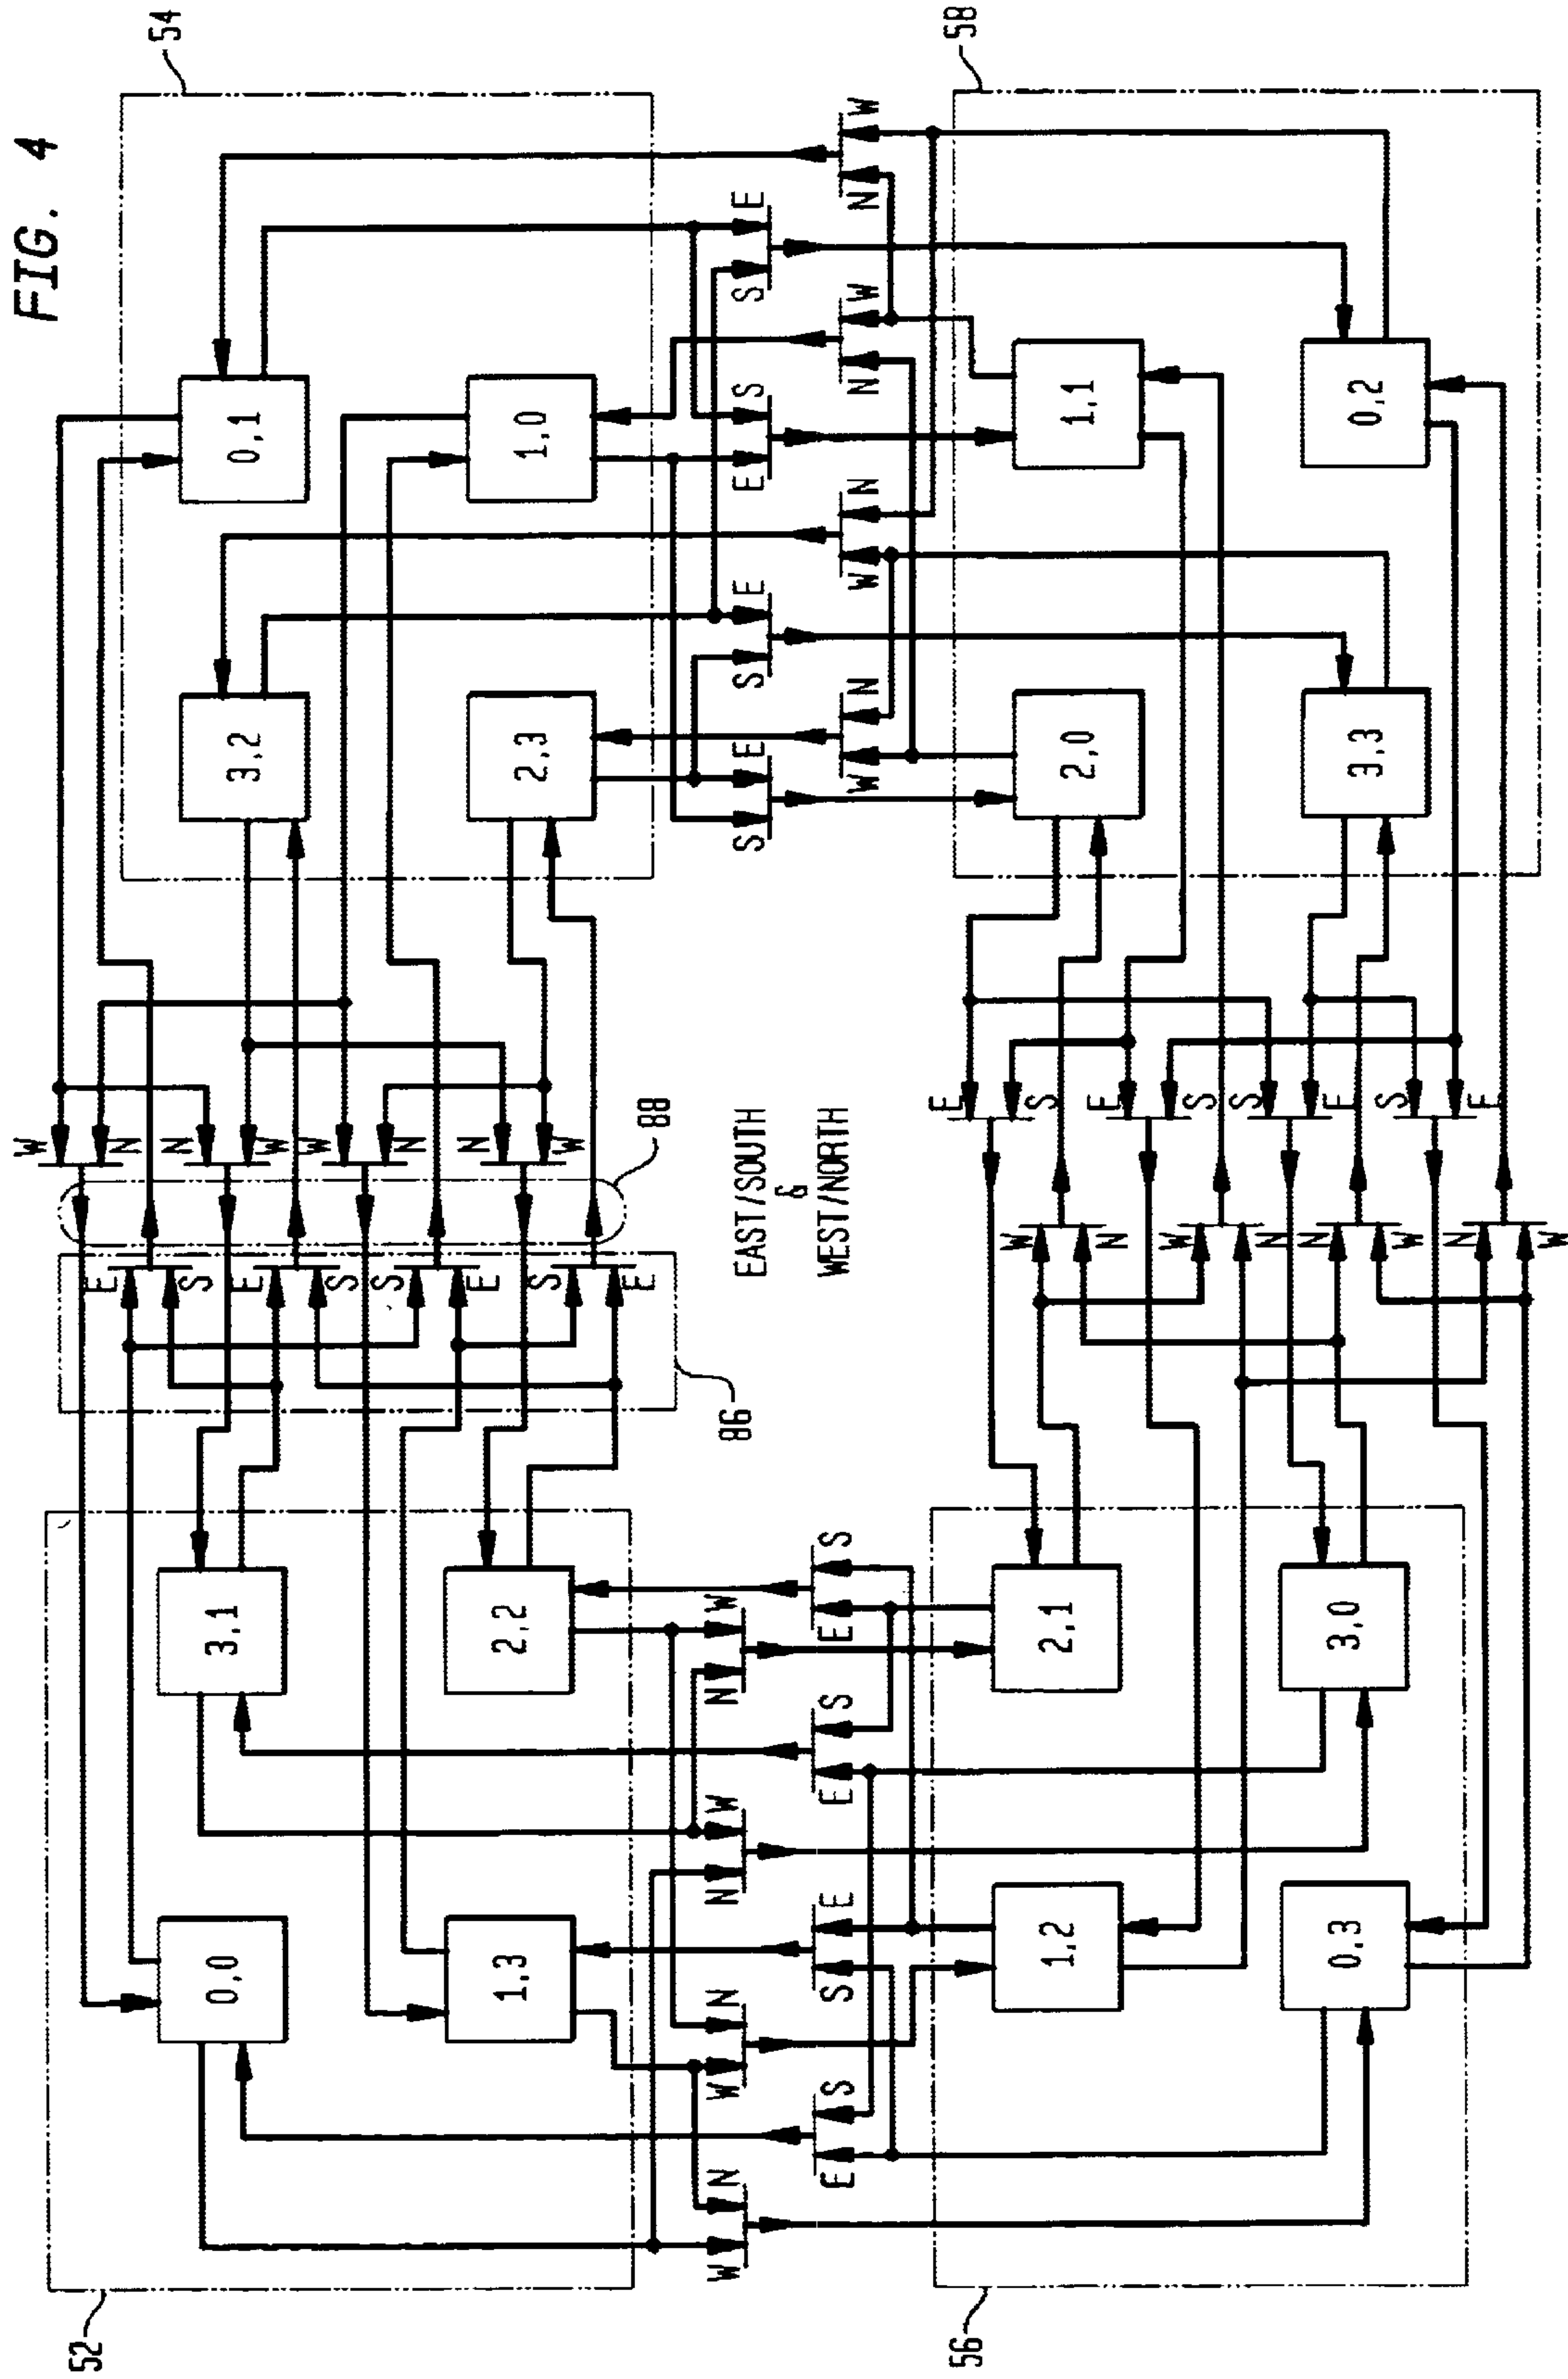 FIG. 4
52
54
W
N
N
W
W
N
N
W
E
S
E
S
S
E
S
E
0,0
3,1
3,2
0,1
1,3
2,2
2,3
1,0
88
86
W N W N N W N W
S E S E E S S E
EAST/SOUTH
&
WEST/NORTH
E S S E E S E S
W N W N N W N W
56
58
E
S
E
S
S
E
S
E
W
N
W
N
N
W
N
W
1,2
2,1
2,0
1,1
0,3
3,0
3,3
0,2